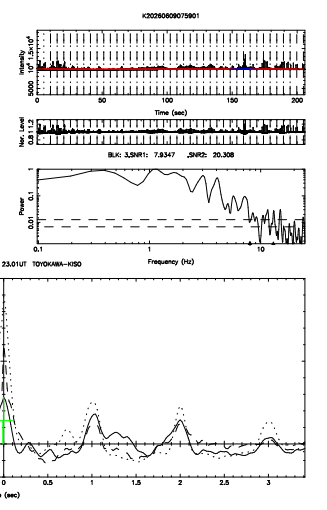 K20260609075901
Intensity
5000 10⁴ 1.5×10⁴
0 50 100 150 200
Time (sec)
Nor. Level
0.8 1 1.2
BLK: 3,SNR1: 7.9347 ,SNR2: 20.308
Power
0.01 0.1
0.1 1 10
Frequency (Hz)
23.01UT TOYOKAWA-KISO
0 0.5 1 1.5 2 2.5 3
(sec)